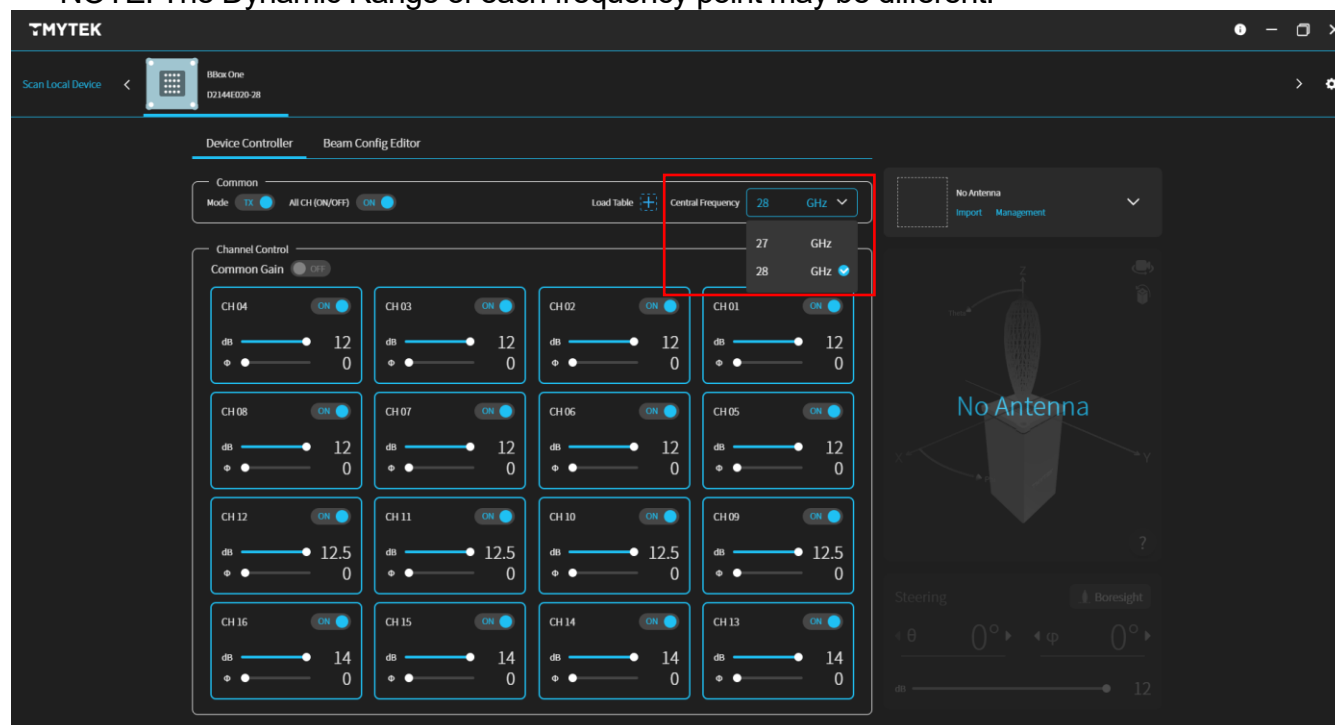 NOTE: The Dynamic Range of each frequency point may be different.
TMYTEK
Scan Local Device
BBox One
D2144E020-28
Device Controller Beam Config Editor
Common
Mode TX All CH (ON/OFF) ON Load Table Central Frequency 28 GHz
27 GHz
28 GHz
No Antenna
Import Management
Channel Control
Common Gain OFF
CH 04 ON CH 03 ON CH 02 ON CH 01 ON
dB 12 dB 12 dB 12 dB 12
Φ 0 Φ 0 Φ 0 Φ 0
CH 08 ON CH 07 ON CH 06 ON CH 05 ON
dB 12 dB 12 dB 12 dB 12
Φ 0 Φ 0 Φ 0 Φ 0
CH 12 ON CH 11 ON CH 10 ON CH 09 ON
dB 12.5 dB 12.5 dB 12.5 dB 12.5
Φ 0 Φ 0 Φ 0 Φ 0
CH 16 ON CH 15 ON CH 14 ON CH 13 ON
dB 14 dB 14 dB 14 dB 14
Φ 0 Φ 0 Φ 0 Φ 0
Z
Theta
No Antenna
X Y
?
Steering Boresight
θ 0° φ 0°
dB 12